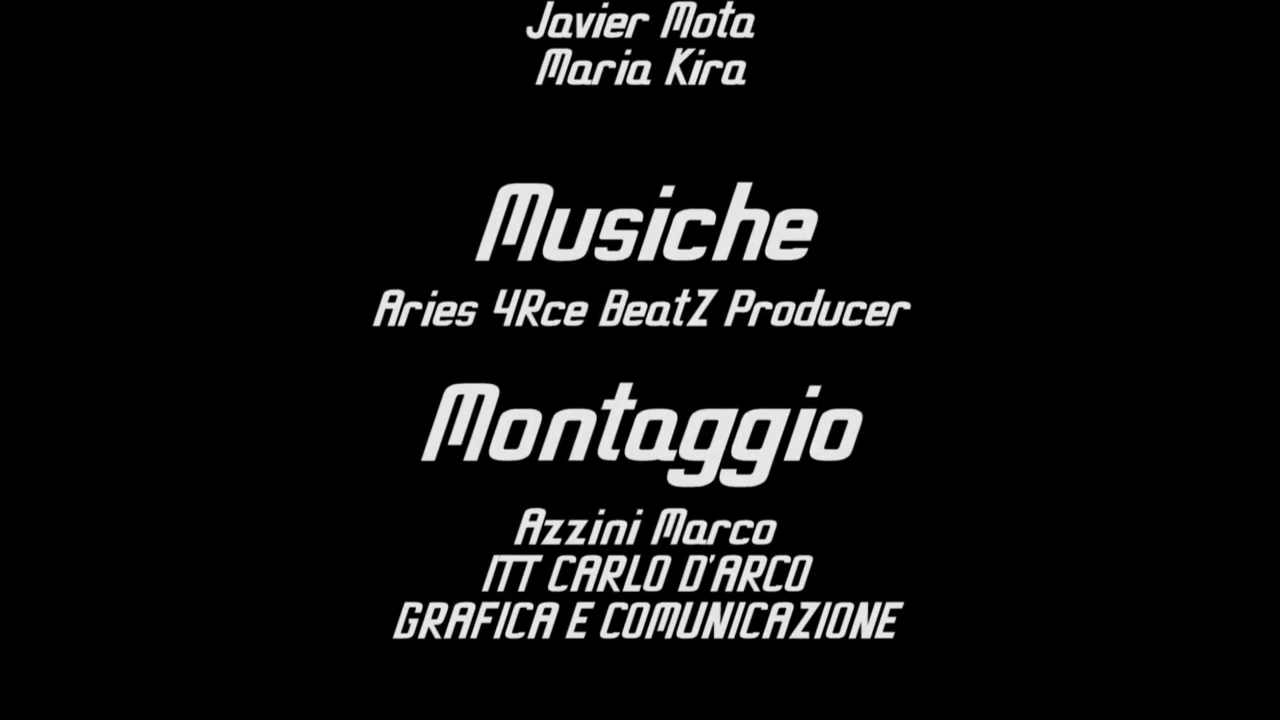 Javier Mota
Maria Kira
Musiche
Aries 4Rce BeatZ Producer
Montaggio
Azzini Marco
ITT CARLO D'ARCO
GRAFICA E COMUNICAZIONE